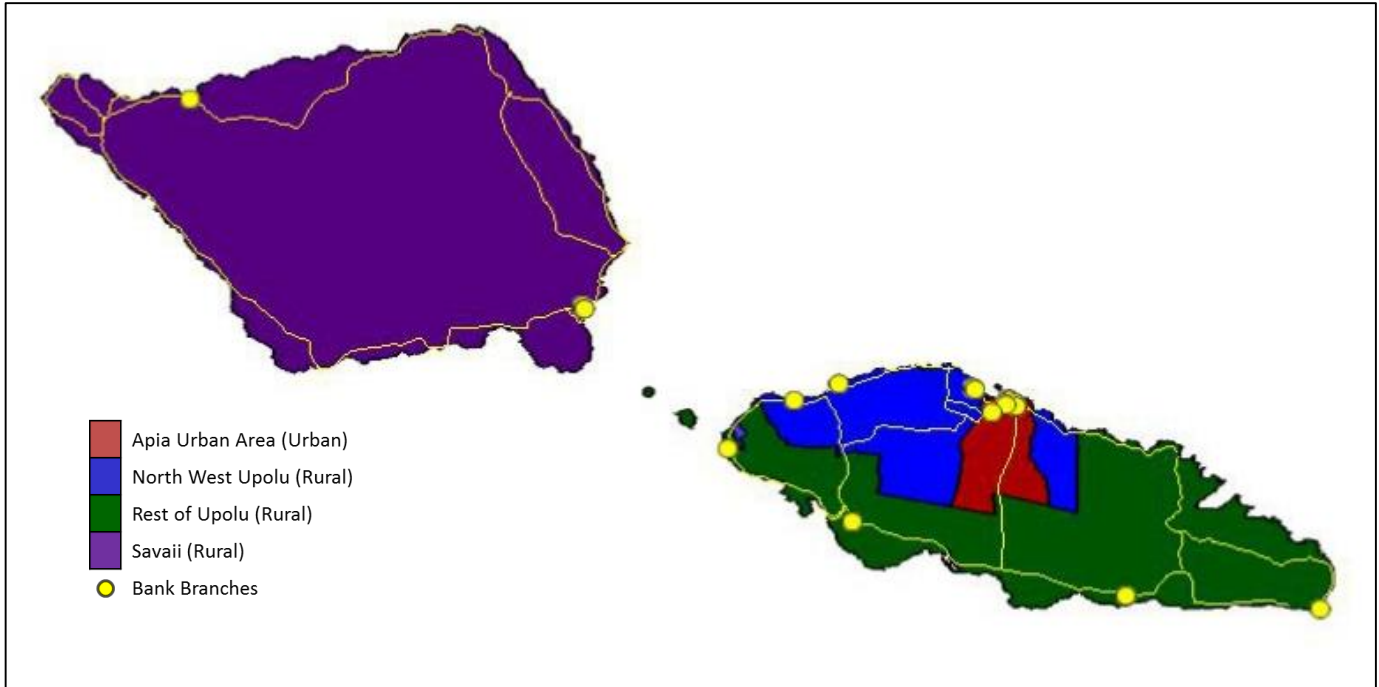 Apia Urban Area (Urban)
North West Upolu (Rural)
Rest of Upolu (Rural)
Savaii (Rural)
Bank Branches